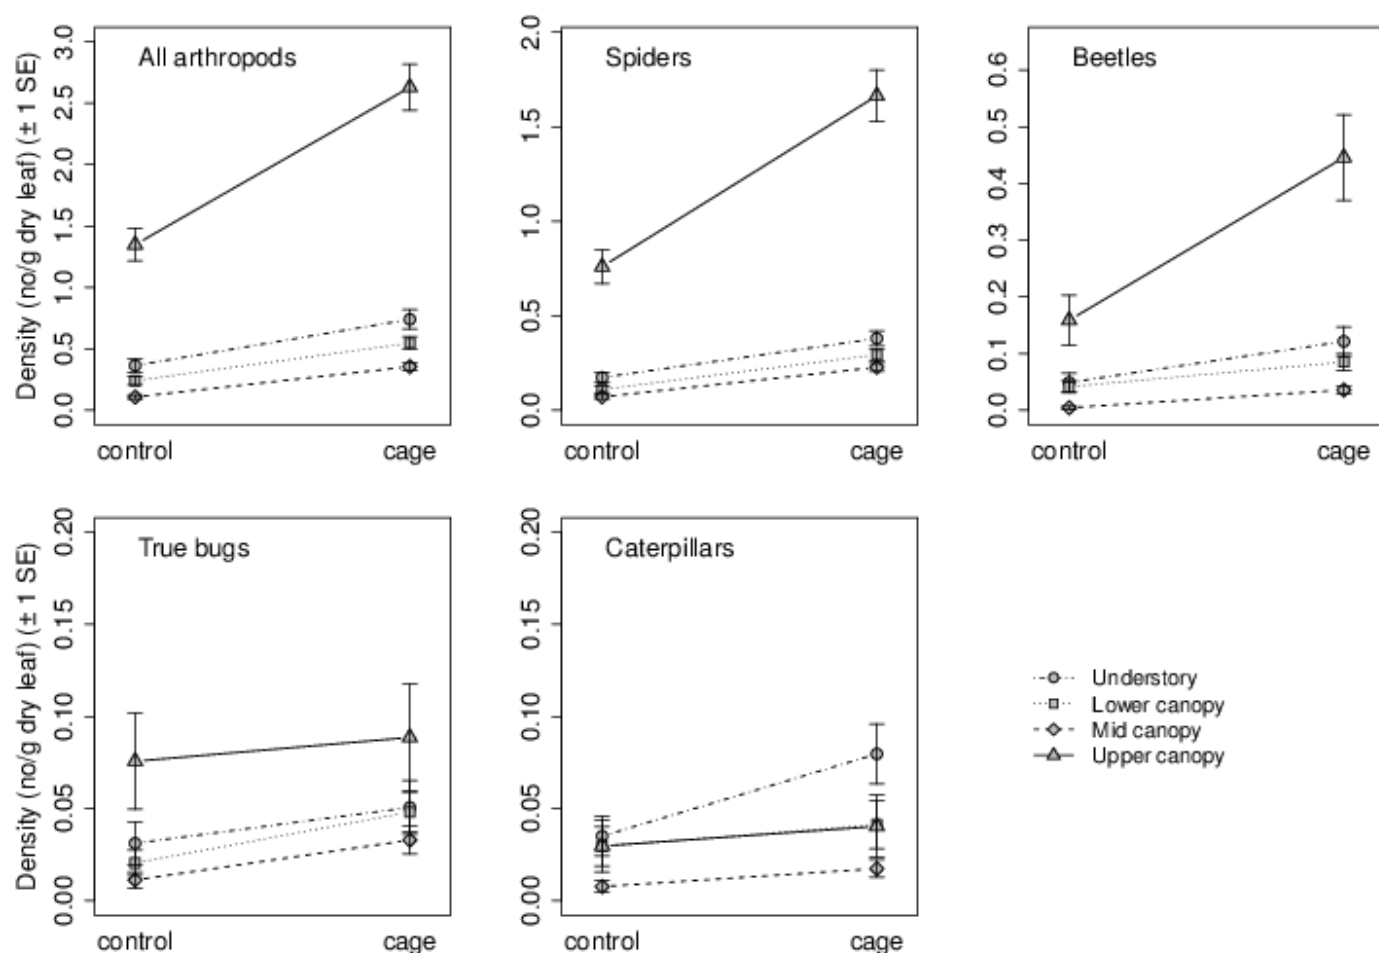 All arthropods
Density (no/g dry leaf) (± 1 SE)
3.0
2.5
2.0
1.5
1.0
0.5
0.0
control cage
Spiders
2.0
1.5
1.0
0.5
0.0
control cage
Beetles
0.6
0.5
0.4
0.3
0.2
0.1
0.0
control cage
True bugs
Density (no/g dry leaf) (± 1 SE)
0.20
0.15
0.10
0.05
0.00
control cage
Caterpillars
0.20
0.15
0.10
0.05
0.00
control cage
Understory
Lower canopy
Mid canopy
Upper canopy